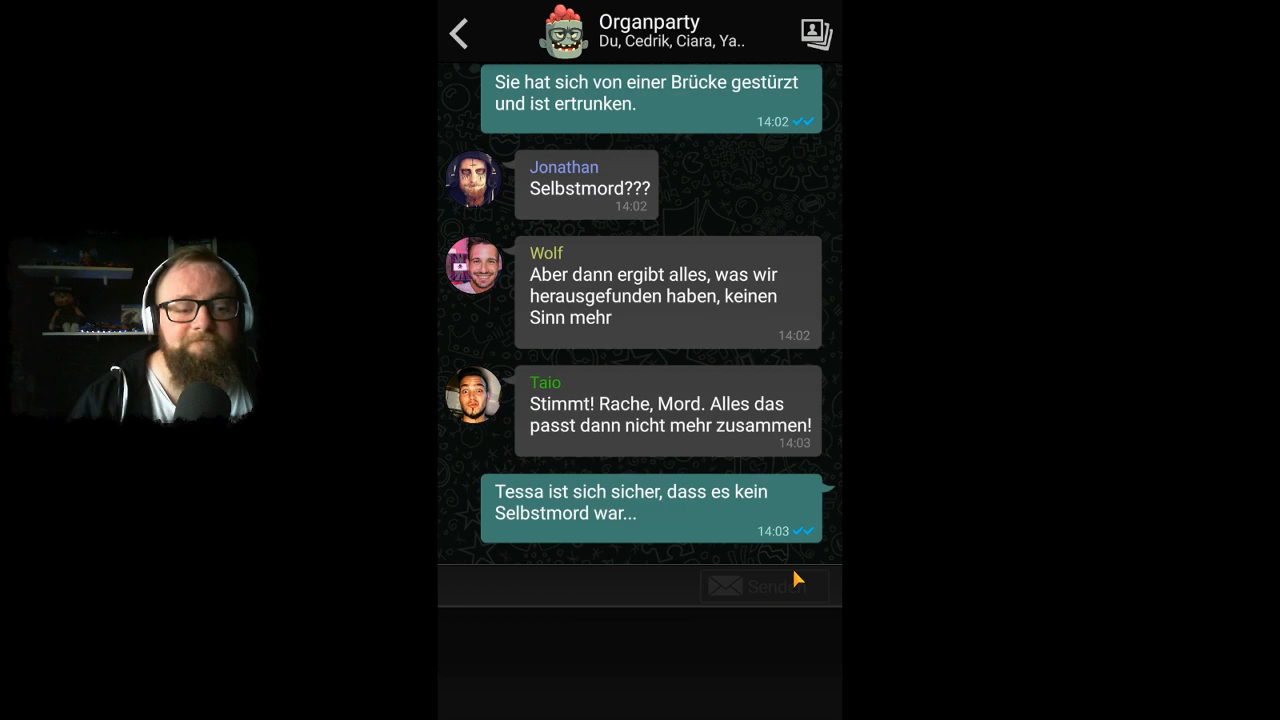 Organparty
Du, Cedrik, Ciara, Ya..
Sie hat sich von einer Brücke gestürzt
und ist ertrunken.
14:02
Jonathan
Selbstmord???
14:02
Wolf
Aber dann ergibt alles, was wir
herausgefunden haben, keinen
Sinn mehr
14:02
Taio
Stimmt! Rache, Mord. Alles das
passt dann nicht mehr zusammen!
14:03
Tessa ist sich sicher, dass es kein
Selbstmord war...
14:03
Senden